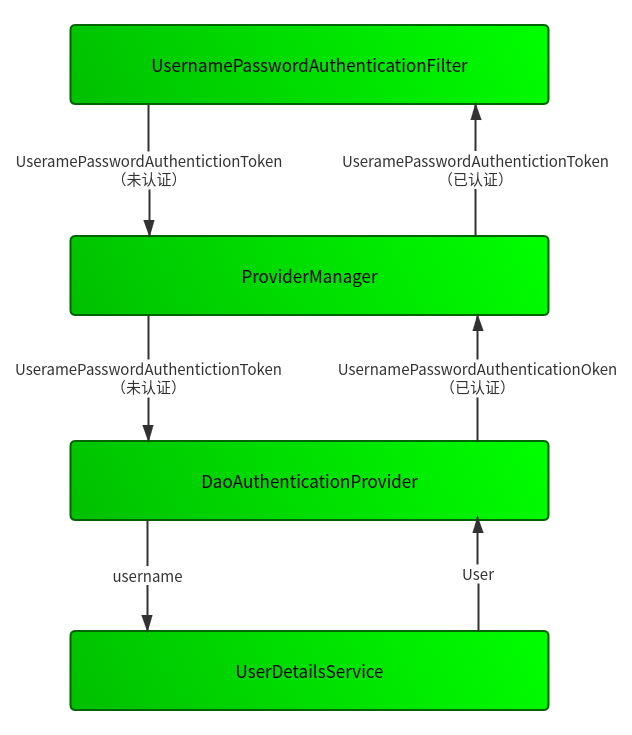 UsernamePasswordAuthenticationFilter
UseramePasswordAuthentictionToken
（未认证）
UseramePasswordAuthentictionToken
（已认证）
ProviderManager
UseramePasswordAuthentictionToken
（未认证）
UsernamePasswordAuthenticationOken
（已认证）
DaoAuthenticationProvider
username
User
UserDetailsService